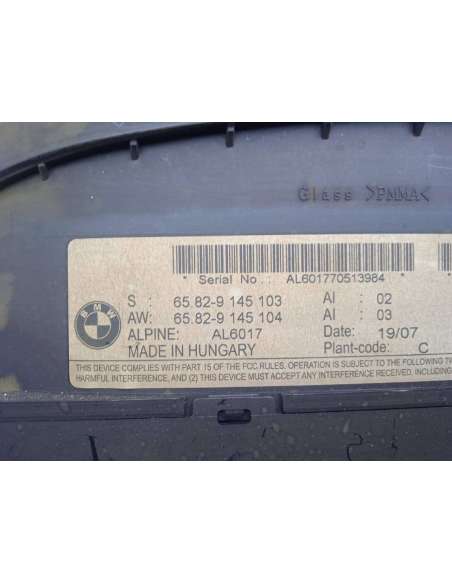 Glass >PMMA<
* Serial No.: AL601770513984 *
BMW
S : 65.82-9 145 103 AI : 02
AW: 65.82-9 145 104 AI : 03
ALPINE: AL6017 Date: 19/07
MADE IN HUNGARY Plant-code: C
THIS DEVICE COMPLIES WITH PART 15 OF THE FCC RULES. OPERATION IS SUBJECT TO THE FOLLOWING
HARMFUL INTERFERENCE, AND (2) THIS DEVICE MUST ACCEPT ANY INTERFERENCE RECEIVED, INCLUDING